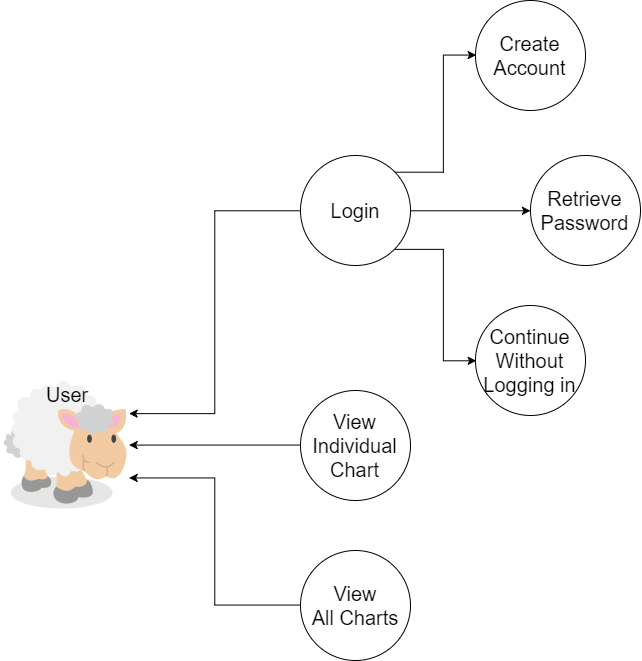 Create
Account
Login
Retrieve
Password
Continue
Without
Logging in
User
View
Individual
Chart
View
All Charts